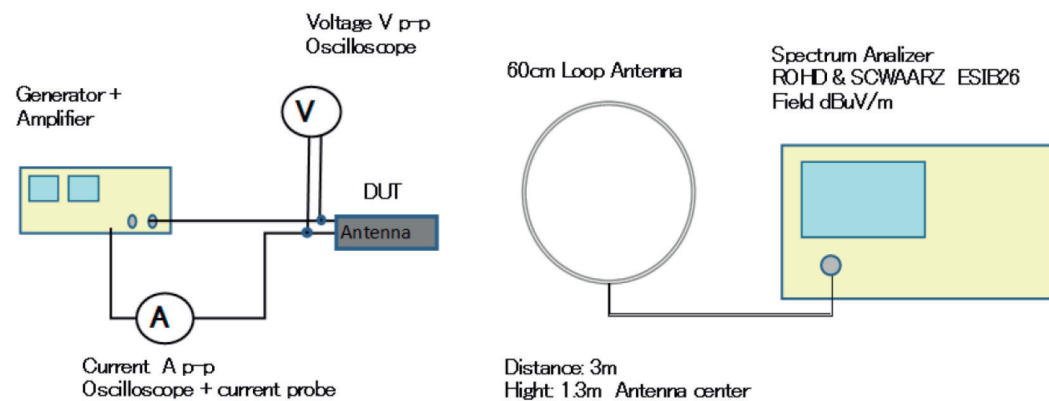 Voltage V p-p
Oscilloscope
Generator +
Amplifier
V
DUT
Antenna
A
Current A p-p
Oscilloscope + current probe
60cm Loop Antenna
Spectrum Analizer
ROHD & SCWAARZ ESIB26
Field dBuV/m
Distance: 3m
Hight: 1.3m Antenna center